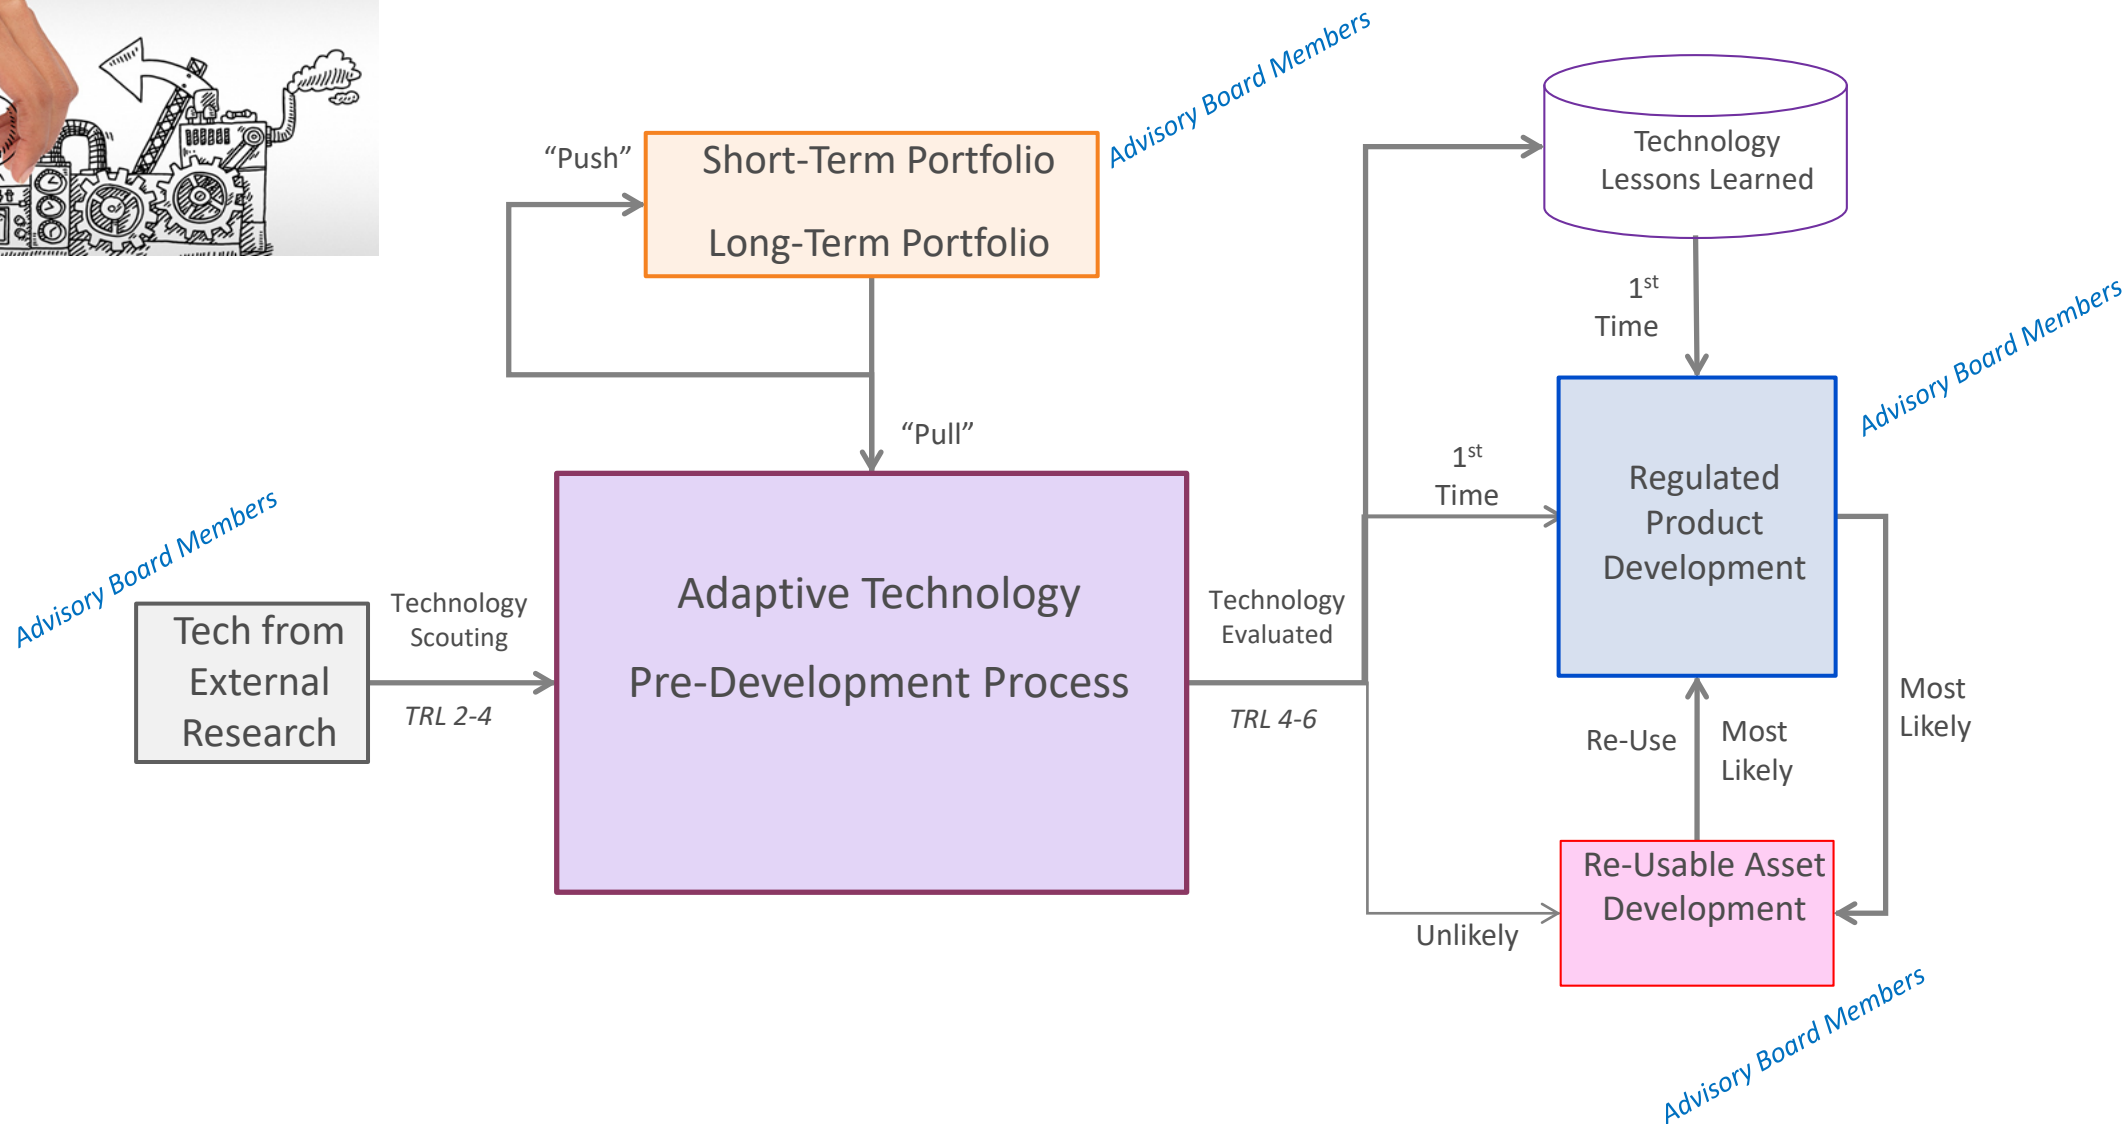 Advisory Board Members
“Push”
Short-Term Portfolio
Long-Term Portfolio
“Pull”
Technology
Lessons Learned
1st
Time
Advisory Board Members
Advisory Board Members
Tech from
External
Research
Technology
Scouting
TRL 2-4
Adaptive Technology
Pre-Development Process
Technology
Evaluated
TRL 4-6
1st
Time
Regulated
Product
Development
Most
Likely
Re-Use
Most
Likely
Unlikely
Re-Usable Asset
Development
Advisory Board Members